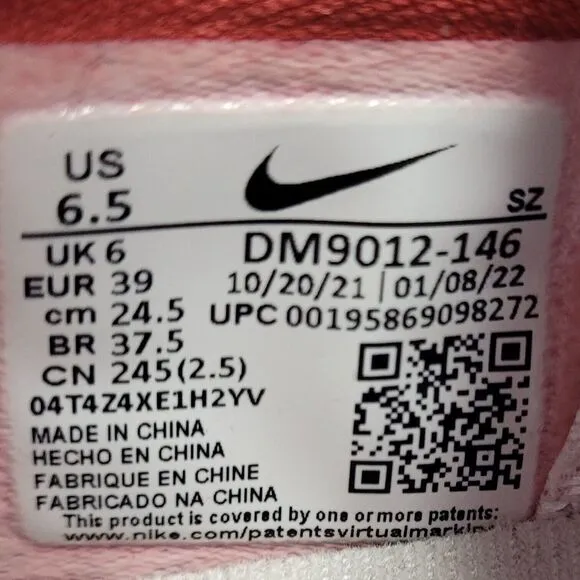 US
6.5
SZ
UK 6
DM9012-146
EUR 39
10/20/21 | 01/08/22
cm 24.5
UPC 00195869098272
BR 37.5
CN 245(2.5)
04T4Z4XE1H2YV
MADE IN CHINA
HECHO EN CHINA
FABRIQUE EN CHINE
FABRICADO NA CHINA
This product is covered by one or more patents:
www.nike.com/patentsvirtualmarking